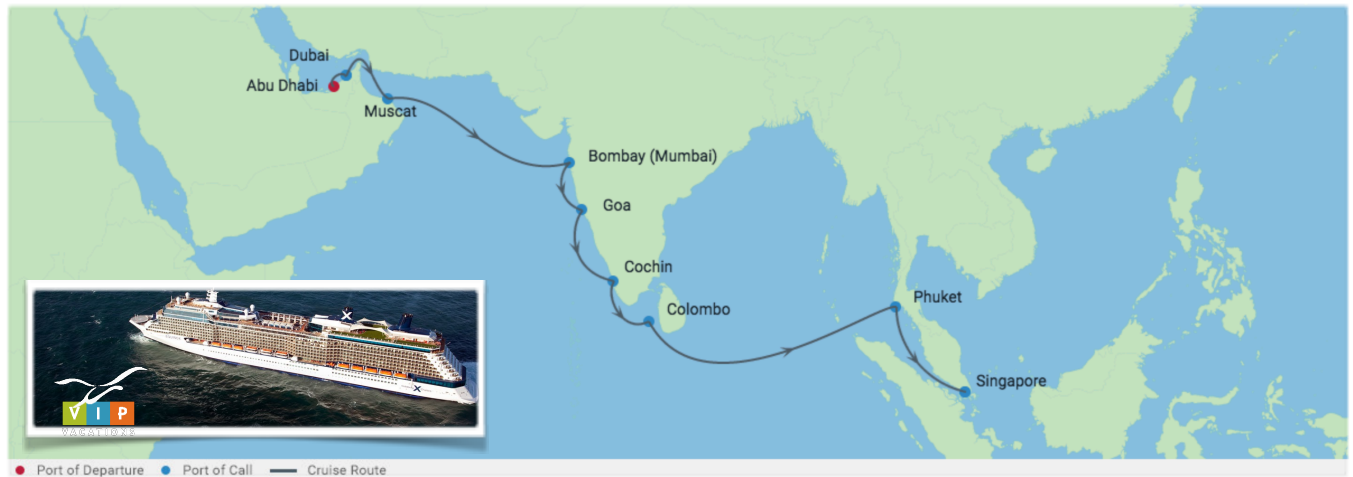 Dubai
Abu Dhabi
Muscat
Bombay (Mumbai)
Goa
Cochin
Colombo
Phuket
Singapore
X
X
V I P
VACATIONS
Port of Departure
Port of Call
Cruise Route